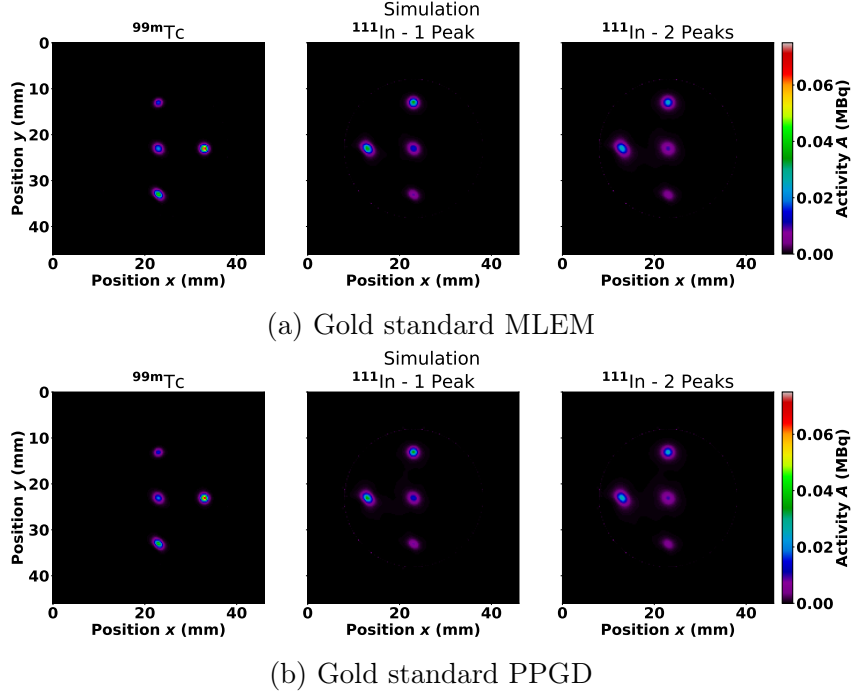 Simulation
99mTc 111In - 1 Peak 111In - 2 Peaks
0
10
20
30
40
Position y (mm)
0 20 40 0 20 40 0 20 40
Position x (mm) Position x (mm) Position x (mm)
0.06
0.04
0.02
0.00
Activity A (MBq)
(a) Gold standard MLEM
Simulation
99mTc 111In - 1 Peak 111In - 2 Peaks
0
10
20
30
40
Position y (mm)
0 20 40 0 20 40 0 20 40
Position x (mm) Position x (mm) Position x (mm)
0.06
0.04
0.02
0.00
Activity A (MBq)
(b) Gold standard PPGD